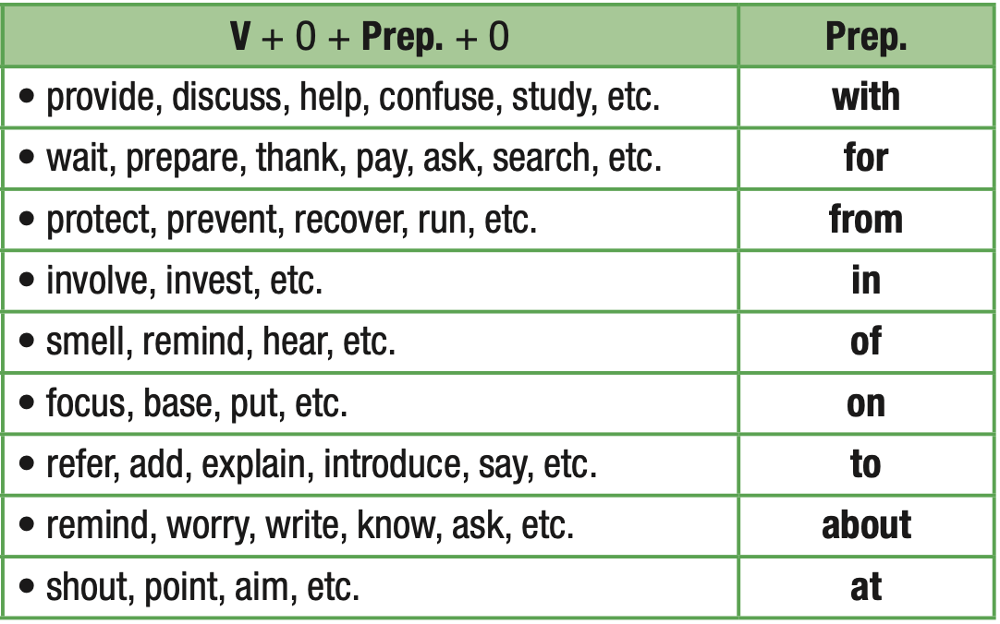 V + O + Prep. + O Prep.
• provide, discuss, help, confuse, study, etc. with
• wait, prepare, thank, pay, ask, search, etc. for
• protect, prevent, recover, run, etc. from
• involve, invest, etc. in
• smell, remind, hear, etc. of
• focus, base, put, etc. on
• refer, add, explain, introduce, say, etc. to
• remind, worry, write, know, ask, etc. about
• shout, point, aim, etc. at